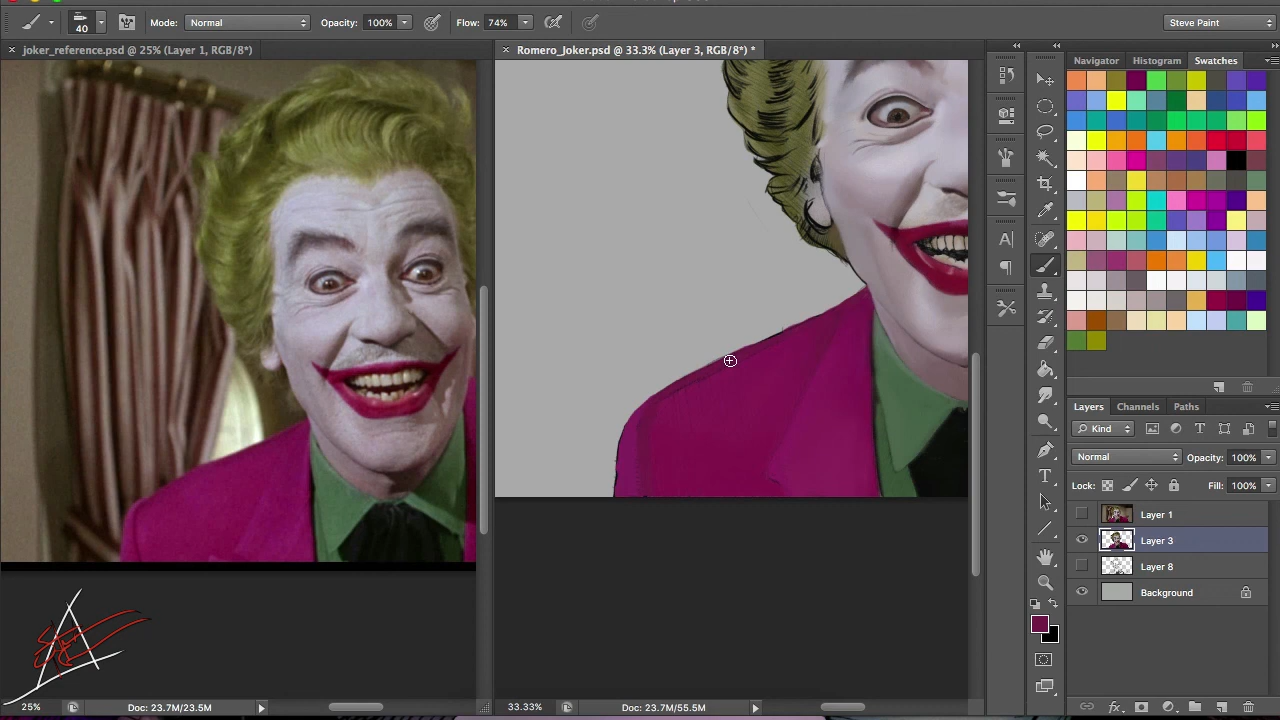 40
Mode: Normal
Opacity: 100%
Flow: 74%
Steve Paint
× joker_reference.psd @ 25% (Layer 1, RGB/8*)
× Romero_Joker.psd @ 33.3% (Layer 3, RGB/8*) *
Navigator Histogram Swatches
Layers Channels Paths
Kind
Normal Opacity: 100%
Lock: Fill: 100%
Layer 1
Layer 3
Layer 8
Background
25% Doc: 23.7M/23.5M
33.33% Doc: 23.7M/55.5M